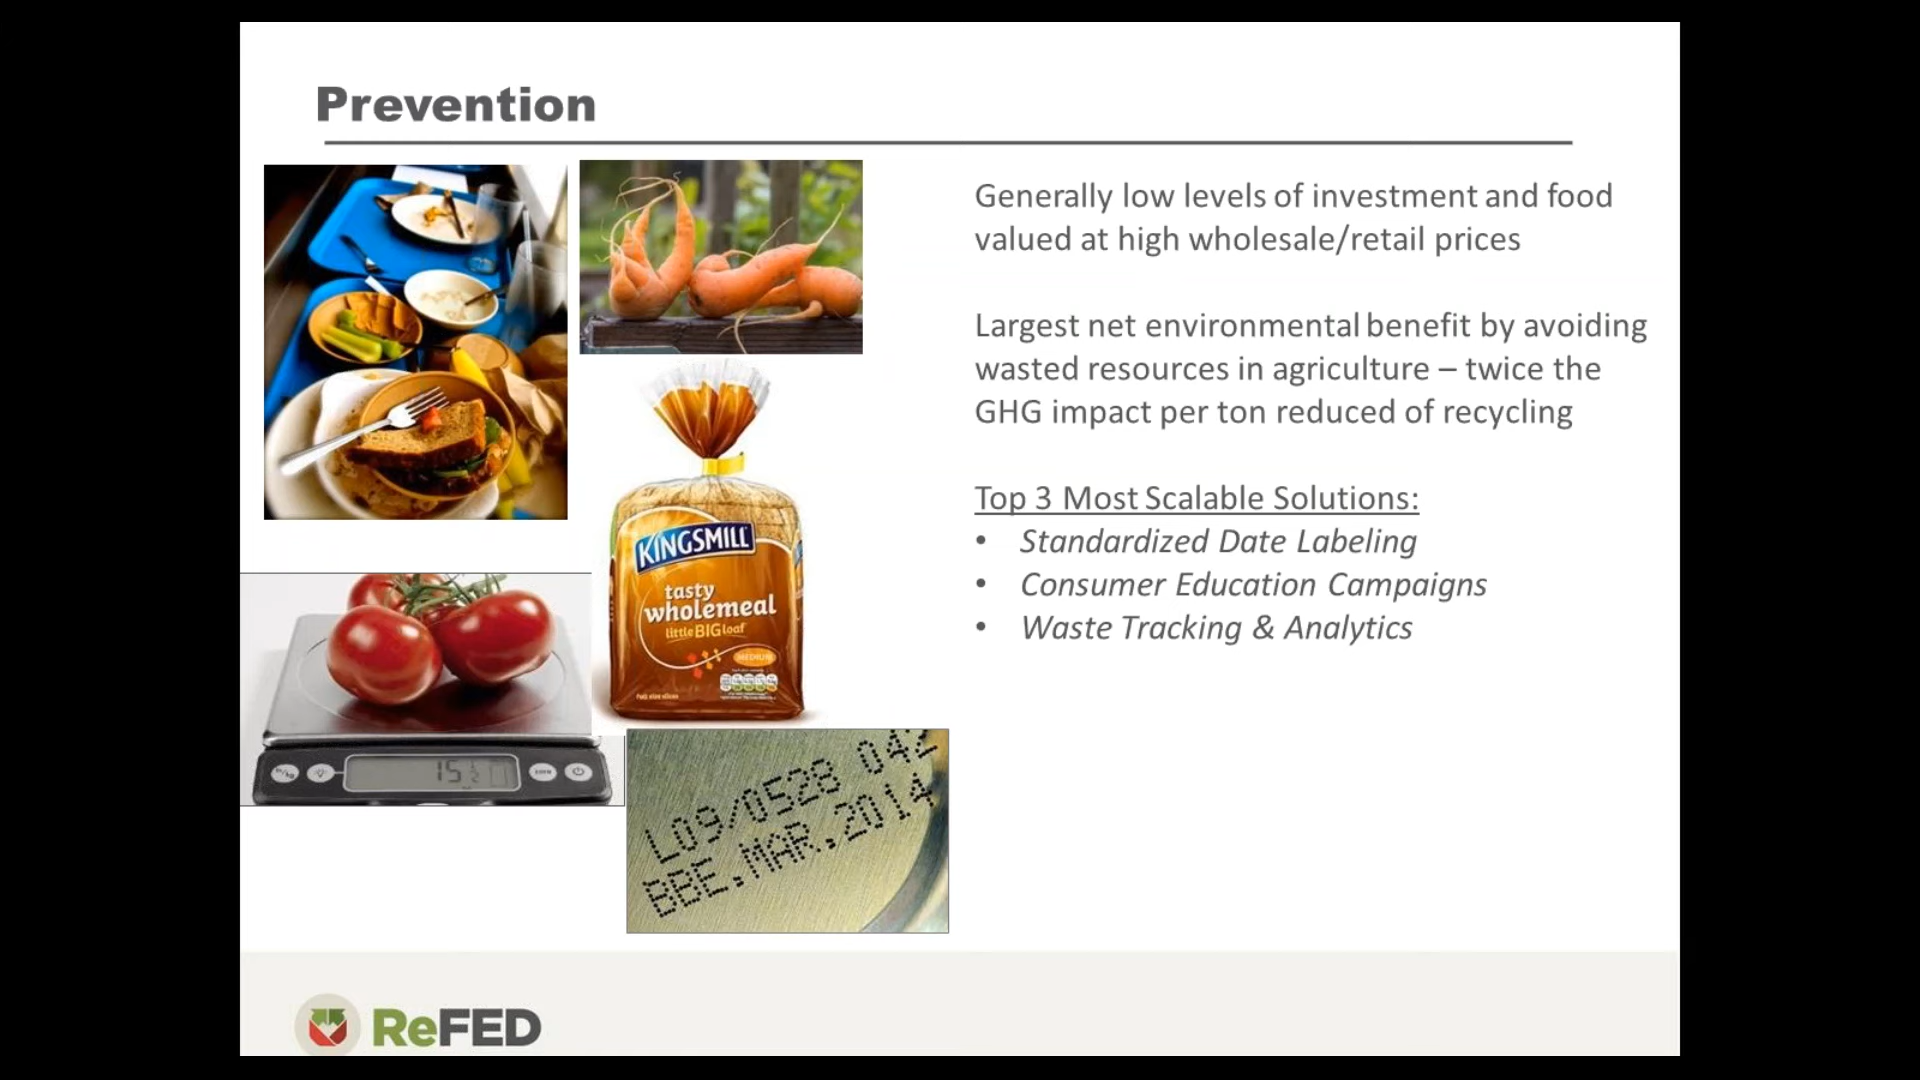 Prevention
Generally low levels of investment and food
valued at high wholesale/retail prices
Largest net environmental benefit by avoiding
wasted resources in agriculture – twice the
GHG impact per ton reduced of recycling
Top 3 Most Scalable Solutions:
• Standardized Date Labeling
• Consumer Education Campaigns
• Waste Tracking & Analytics
KINGSMILL
tasty
wholemeal
little BIG loaf
MEDIUM
15
L09/0528 042
BBE.MAR.2014
ReFED